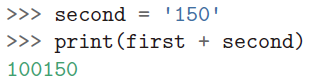 >>> second = '150'
>>> print(first + second)
100150